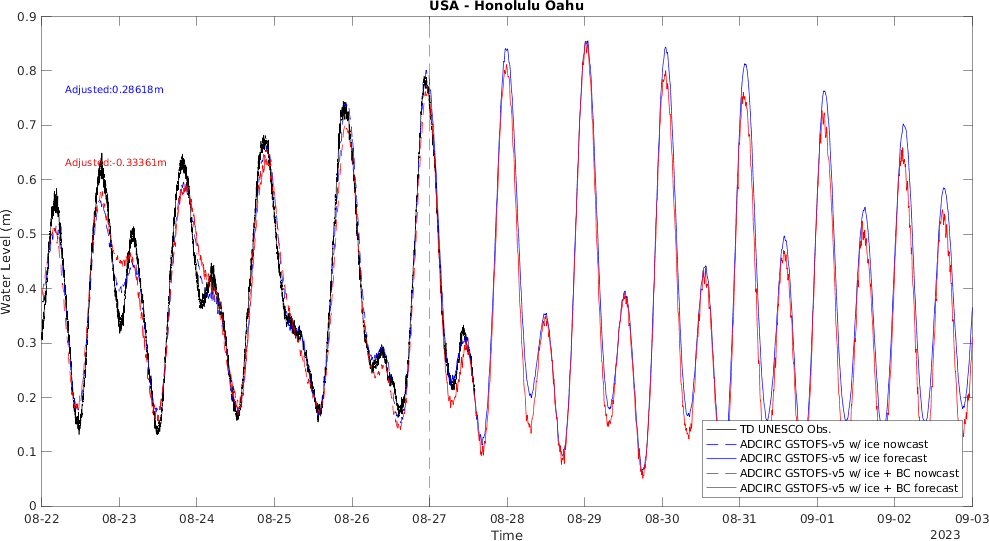 USA - Honolulu Oahu
0.9
0.8
0.7
0.6
0.5
0.4
0.3
0.2
0.1
0
Water Level (m)
Adjusted:0.28618m
Adjusted:-0.33361m
TD UNESCO Obs.
ADCIRC GSTOFS-v5 w/ ice nowcast
ADCIRC GSTOFS-v5 w/ ice forecast
ADCIRC GSTOFS-v5 w/ ice + BC nowcast
ADCIRC GSTOFS-v5 w/ ice + BC forecast
08-22 08-23 08-24 08-25 08-26 08-27 08-28 08-29 08-30 08-31 09-01 09-02 09-03
Time
2023